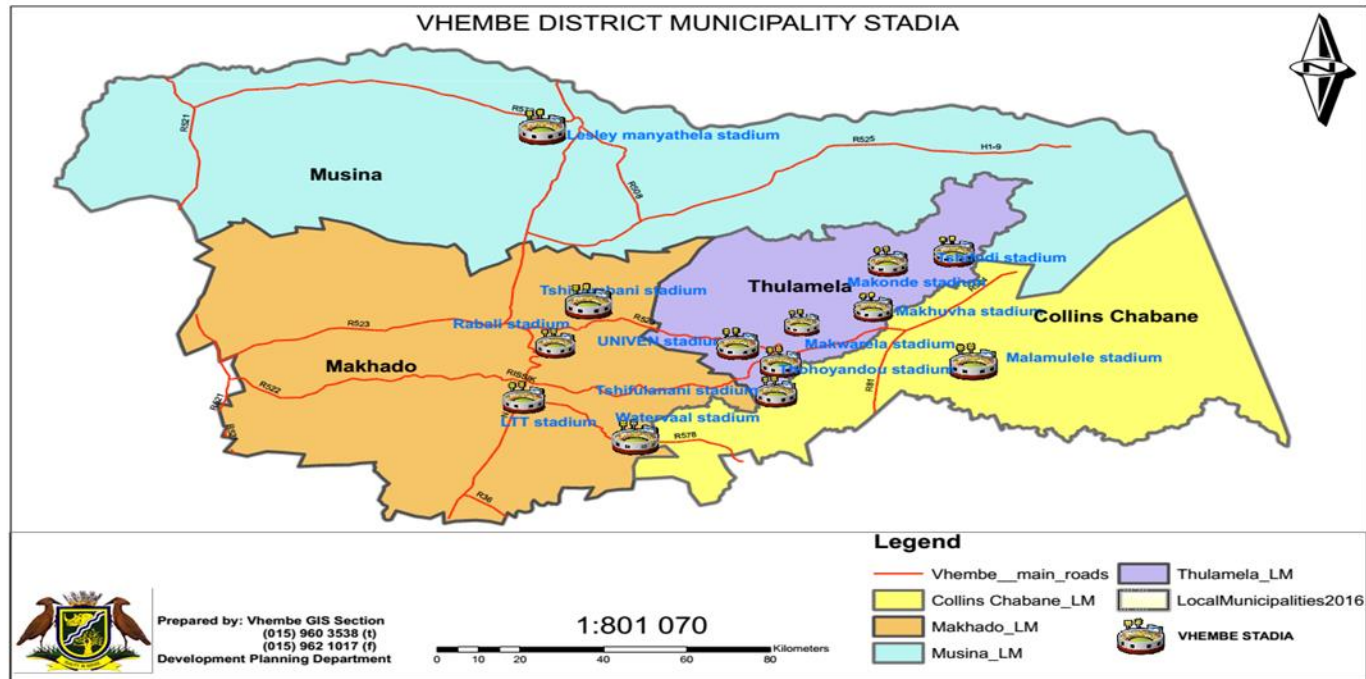 VHEMBE DISTRICT MUNICIPALITY STADIA
N
R521
Lesley manyathela stadium
R525
H1-9
Musina
R508
stadium
Thulamela
Makonde stadium
Tshi bani stadium
Makhuvha stadium
Collins Chabane
R523
Rabali stadium
UNIVEN stadium
Makwarela stadium
Malamulele stadium
Makhado
R522
Thohoyandou stadium
Tshifulanani stadium
R81
LTT stadium
Watervaal stadium
R578
R36
Legend
Vhembe__main_roads
Collins Chabane_LM
Makhado_LM
Musina_LM
Thulamela_LM
LocalMunicipalities2016
VHEMBE STADIA
Prepared by: Vhembe GIS Section
(015) 960 3538 (t)
(015) 962 1017 (f)
Development Planning Department
1:801 070
0 10 20 40 60 80
Kilometers